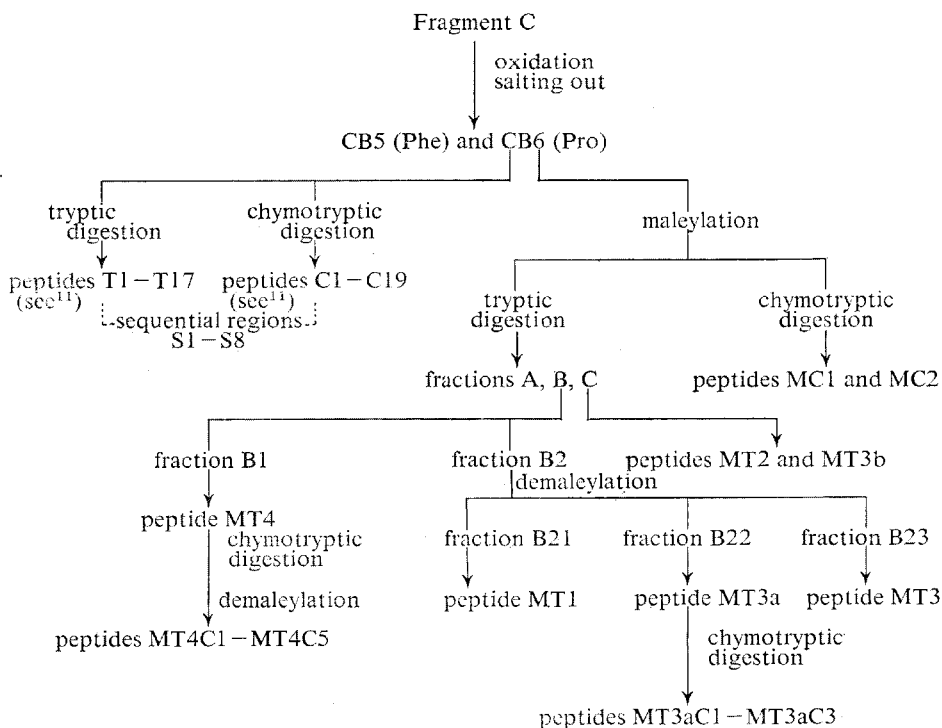 Fragment C
oxidation
salting out
CB5 (Phe) and CB6 (Pro)
tryptic
digestion
chymotryptic
digestion
maleylation
peptides T1–T17
(see¹¹)
peptides C1–C19
(see¹¹)
sequential regions
S1–S8
tryptic
digestion
chymotryptic
digestion
fractions A, B, C
peptides MC1 and MC2
fraction B1
fraction B2
peptides MT2 and MT3b
demaleylation
peptide MT4
chymotryptic
digestion
demaleylation
peptides MT4C1–MT4C5
fraction B21
fraction B22
fraction B23
peptide MT1
peptide MT3a
peptide MT3
chymotryptic
digestion
peptides MT3aC1–MT3aC3